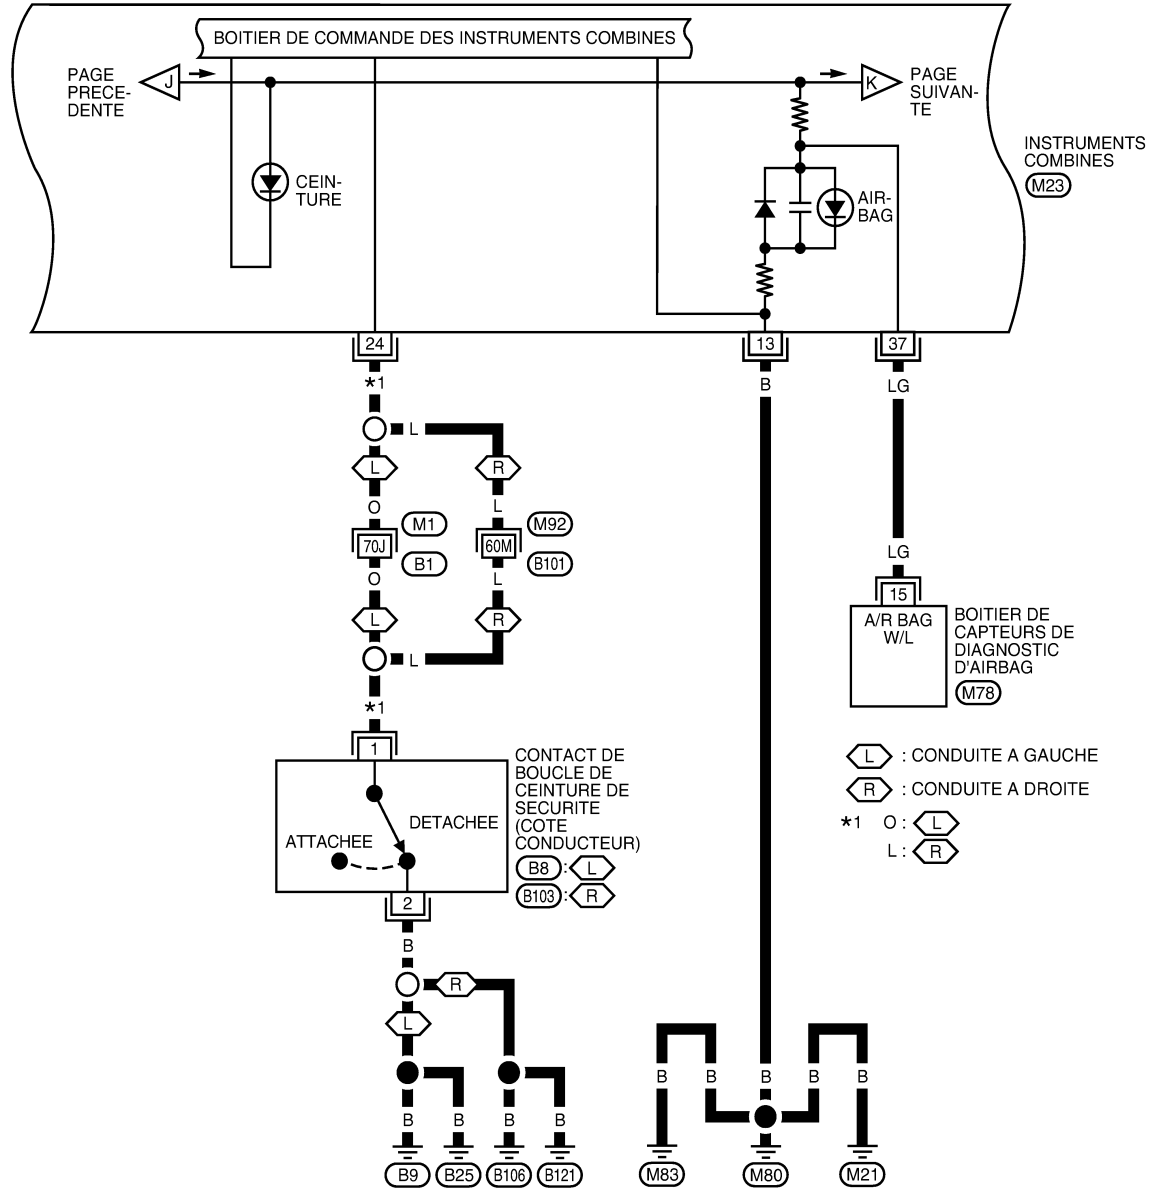 BOITIER DE COMMANDE DES INSTRUMENTS COMBINES
PAGE
PRECE-
DENTE
J
K
PAGE
SUIVAN-
TE
INSTRUMENTS
COMBINES
M23
CEIN-
TURE
AIR-
BAG
24
13
37
*1
B
LG
L
L
R
O
L
M1
M92
70J
60M
B1
B101
O
L
LG
L
R
L
*1
15
A/R BAG
W/L
BOITIER DE
CAPTEURS DE
DIAGNOSTIC
D'AIRBAG
M78
1
CONTACT DE
BOUCLE DE
CEINTURE DE
SECURITE
(COTE
CONDUCTEUR)
B8 : L
B103 : R
DETACHEE
ATTACHEE
2
L : CONDUITE A GAUCHE
R : CONDUITE A DROITE
*1 O : L
L : R
B
R
L
B
B
B
B
B
B
B
B
B
B9
B25
B106
B121
M83
M80
M21